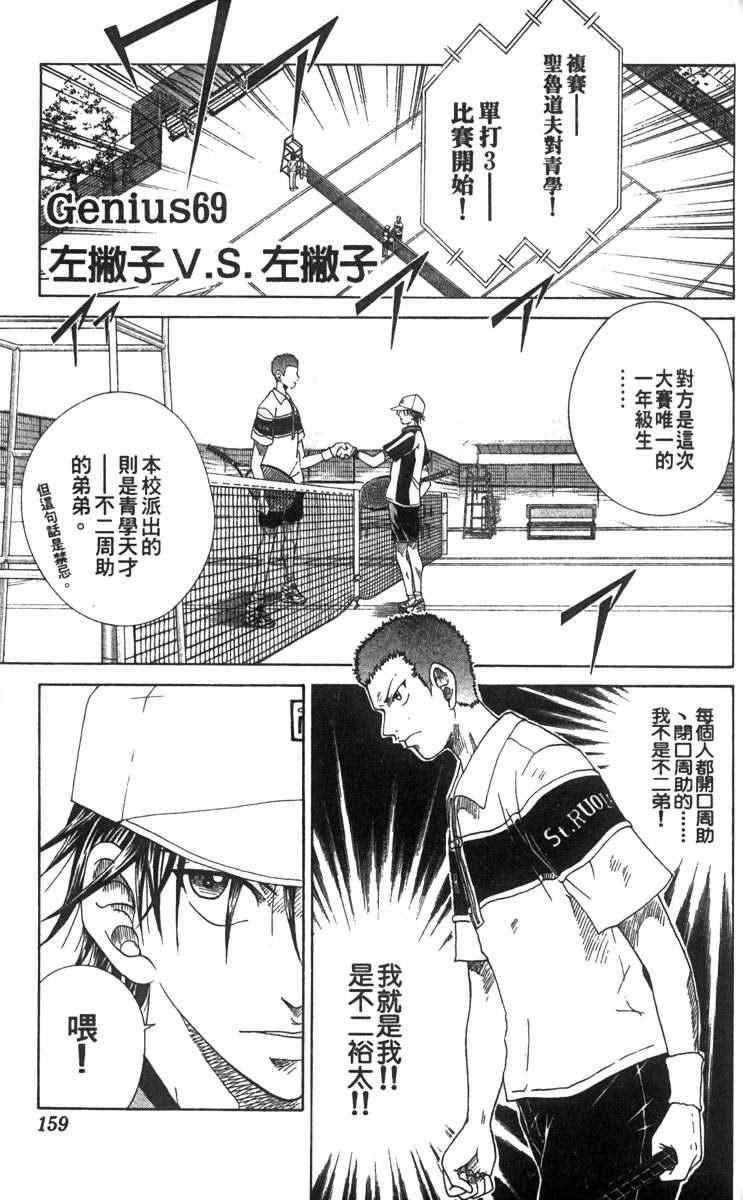 複賽——
聖魯道夫對青學！
單打3——
比賽開始！
Genius69
左撇子V.S.左撇子
對方是這次
大賽唯一的
一年級生
……
本校派出的
則是青學天才
——不二周助
的弟弟。
但這句話是禁忌。
每個人都開口周助
、閉口周助的……
我不是不二弟！
ST.RUDOL
我就是我!!
是不二裕太!!
喂！
159